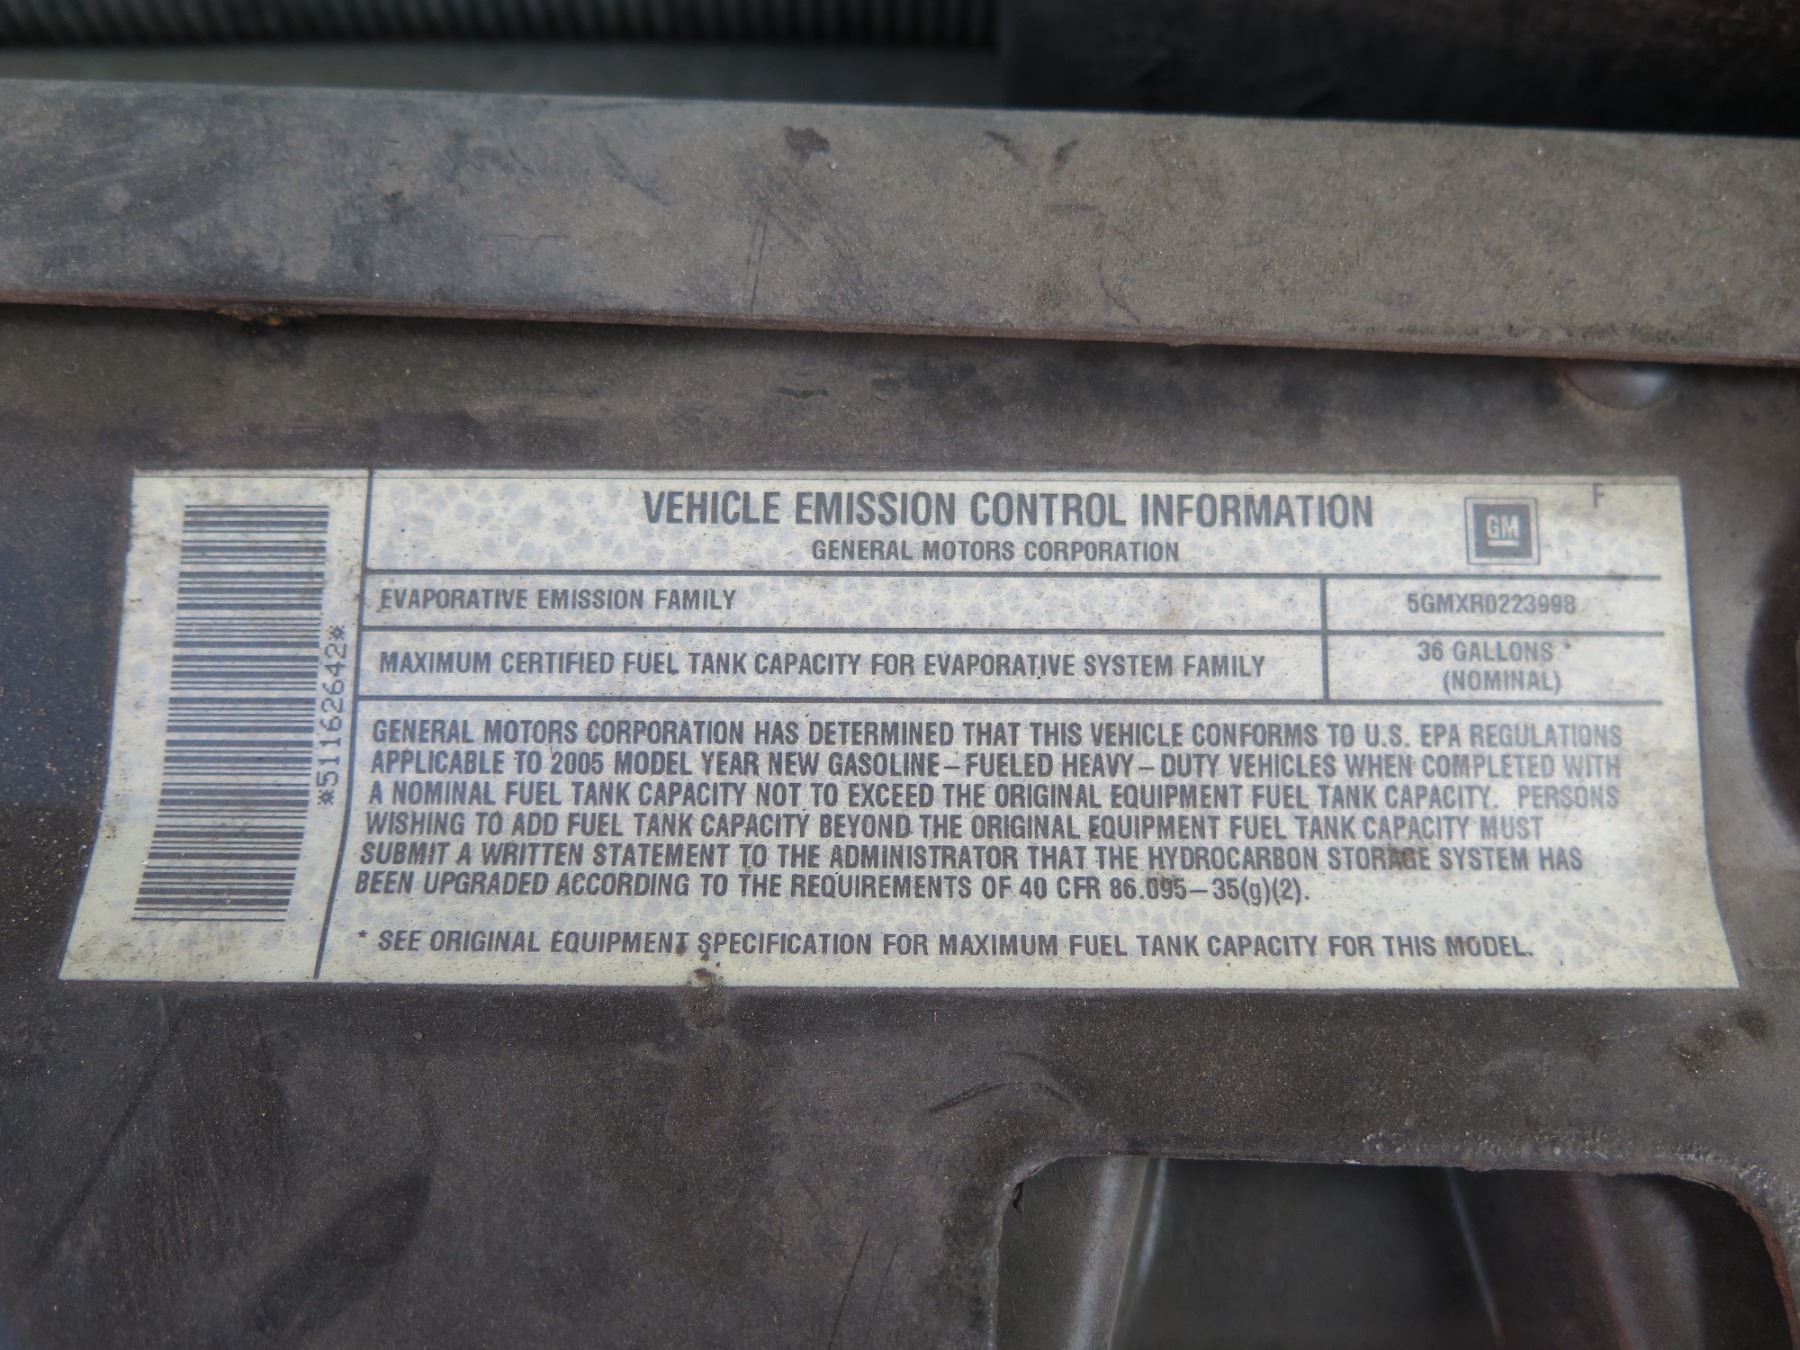 VEHICLE EMISSION CONTROL INFORMATION
GENERAL MOTORS CORPORATION
GM
F
EVAPORATIVE EMISSION FAMILY 5GMXR0223998
MAXIMUM CERTIFIED FUEL TANK CAPACITY FOR EVAPORATIVE SYSTEM FAMILY 36 GALLONS *
(NOMINAL)
GENERAL MOTORS CORPORATION HAS DETERMINED THAT THIS VEHICLE CONFORMS TO U.S. EPA REGULATIONS
APPLICABLE TO 2005 MODEL YEAR NEW GASOLINE–FUELED HEAVY–DUTY VEHICLES WHEN COMPLETED WITH
A NOMINAL FUEL TANK CAPACITY NOT TO EXCEED THE ORIGINAL EQUIPMENT FUEL TANK CAPACITY. PERSONS
WISHING TO ADD FUEL TANK CAPACITY BEYOND THE ORIGINAL EQUIPMENT FUEL TANK CAPACITY MUST
SUBMIT A WRITTEN STATEMENT TO THE ADMINISTRATOR THAT THE HYDROCARBON STORAGE SYSTEM HAS
BEEN UPGRADED ACCORDING TO THE REQUIREMENTS OF 40 CFR 86.095–35(g)(2).
* SEE ORIGINAL EQUIPMENT SPECIFICATION FOR MAXIMUM FUEL TANK CAPACITY FOR THIS MODEL.
*51162642*